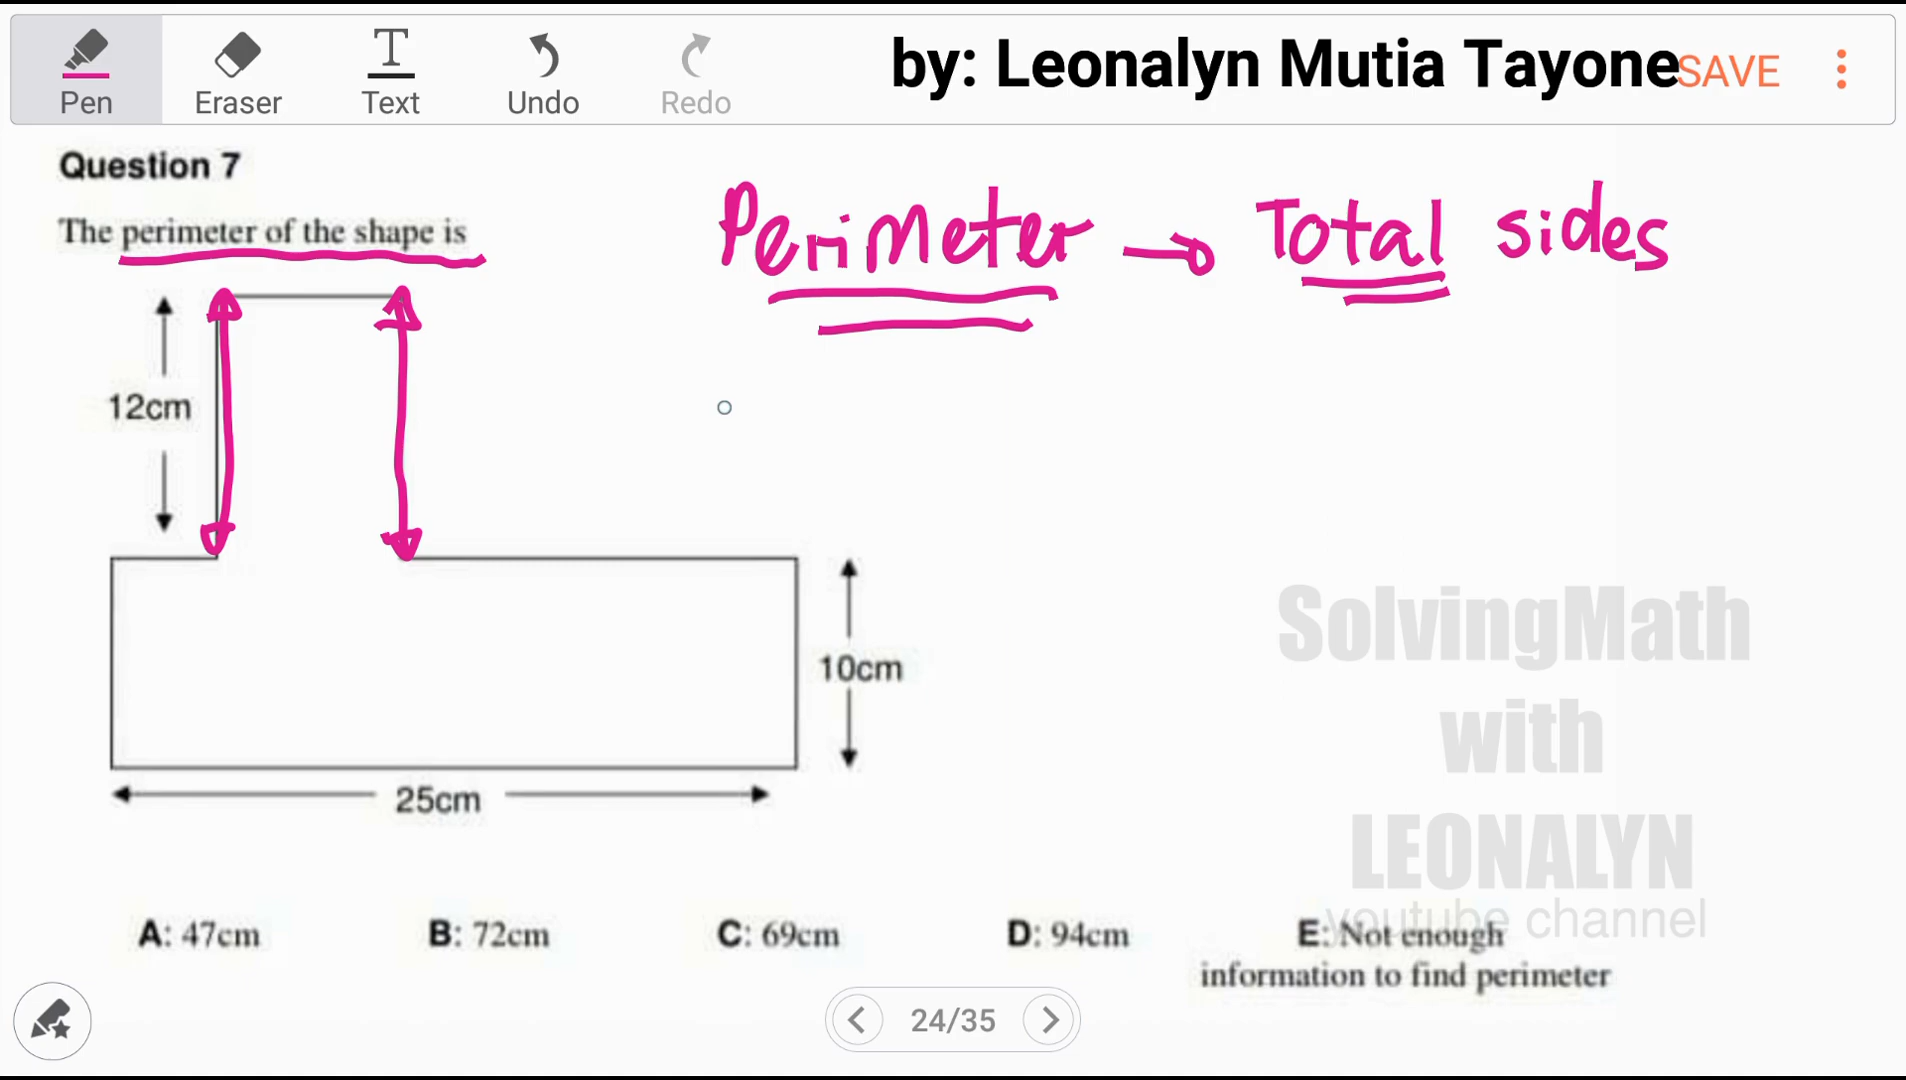 by: Leonalyn Mutia Tayone
SAVE
Pen
Eraser
Text
Undo
Redo
Question 7
The perimeter of the shape is
Perimeter → Total sides
12cm
10cm
25cm
SolvingMath
with
LEONALYN
youtube channel
A: 47cm
B: 72cm
C: 69cm
D: 94cm
E: Not enough
information to find perimeter
24/35